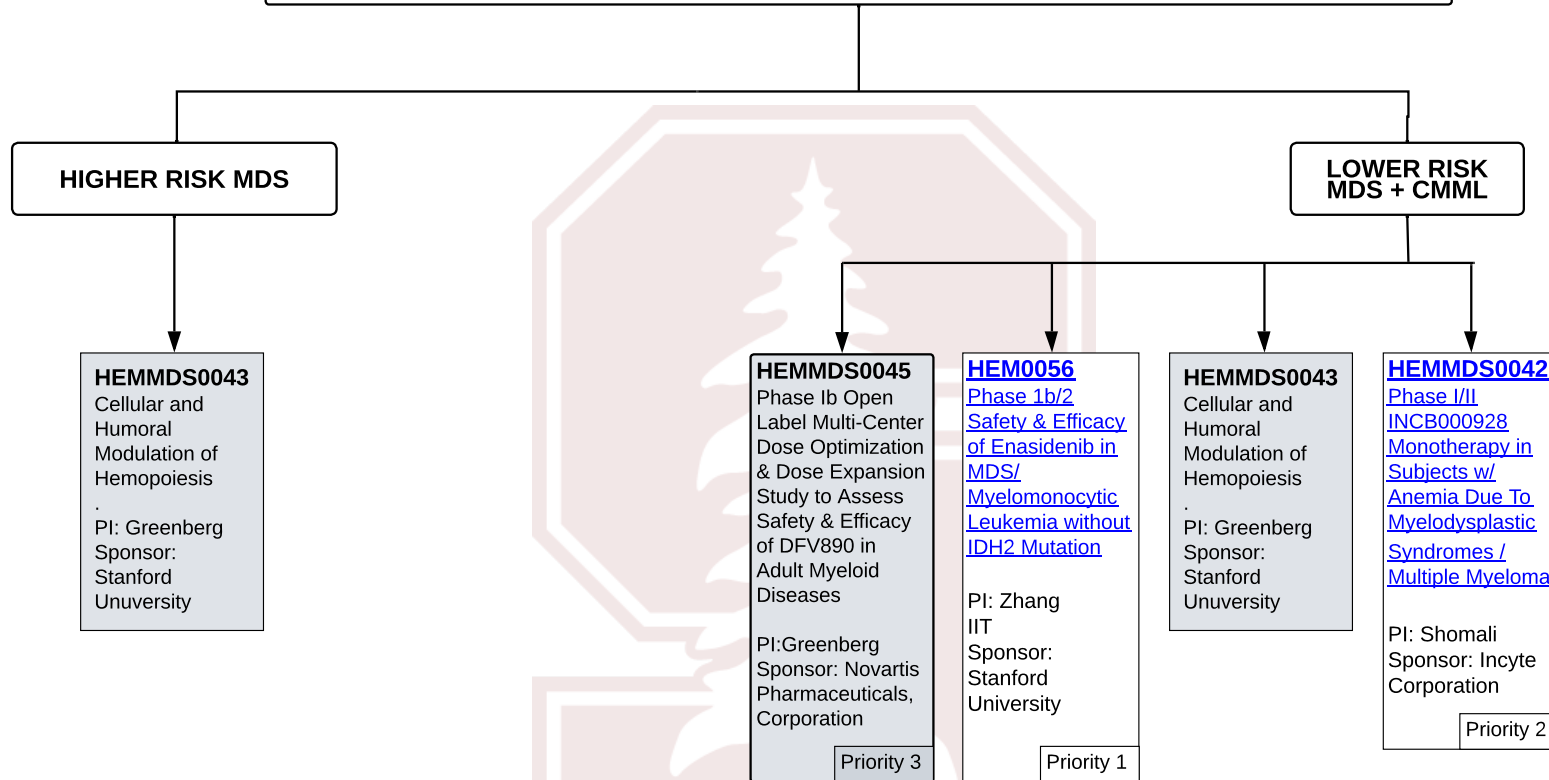 HIGHER RISK MDS
LOWER RISK
MDS + CMML
HEMMDS0043
Cellular and
Humoral
Modulation of
Hemopoiesis
.
PI: Greenberg
Sponsor:
Stanford
Unuversity
HEMMDS0045
Phase Ib Open
Label Multi-Center
Dose Optimization
& Dose Expansion
Study to Assess
Safety & Efficacy
of DFV890 in
Adult Myeloid
Diseases
PI:Greenberg
Sponsor: Novartis
Pharmaceuticals,
Corporation
Priority 3
HEM0056
Phase 1b/2
Safety & Efficacy
of Enasidenib in
MDS/
Myelomonocytic
Leukemia without
IDH2 Mutation
PI: Zhang
IIT
Sponsor:
Stanford
University
Priority 1
HEMMDS0043
Cellular and
Humoral
Modulation of
Hemopoiesis
.
PI: Greenberg
Sponsor:
Stanford
Unuversity
HEMMDS0042
Phase I/II
INCB000928
Monotherapy in
Subjects w/
Anemia Due To
Myelodysplastic
Syndromes /
Multiple Myeloma
PI: Shomali
Sponsor: Incyte
Corporation
Priority 2